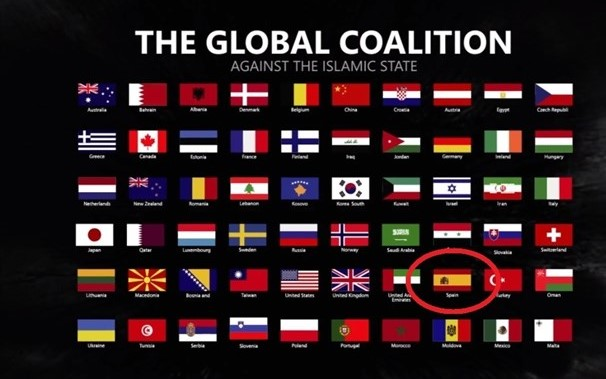 THE GLOBAL COALITION
AGAINST THE ISLAMIC STATE
Australia Bahrain Albania Denmark Belgium China Croatia Austria Egypt Czech Republi
Greece Canada Estonia France Finland Iraq Jordan Germany Ireland Hungary
Netherlands New Zealand Romania Lebanon Kosovo Korea South Kuwait Israel Iran Italy
Japan Qatar Luxembourg Sweden Russia Norway Saudi Arabia Slovakia Switzerland
Lithuania Macedonia Bosnia and Taiwan United States United Kingdom United Ara Spain urkey Oman
Emirates
Ukraine Tunisia Serbia Slovenia Poland Portugal Morocco Moldova Mexico Malta